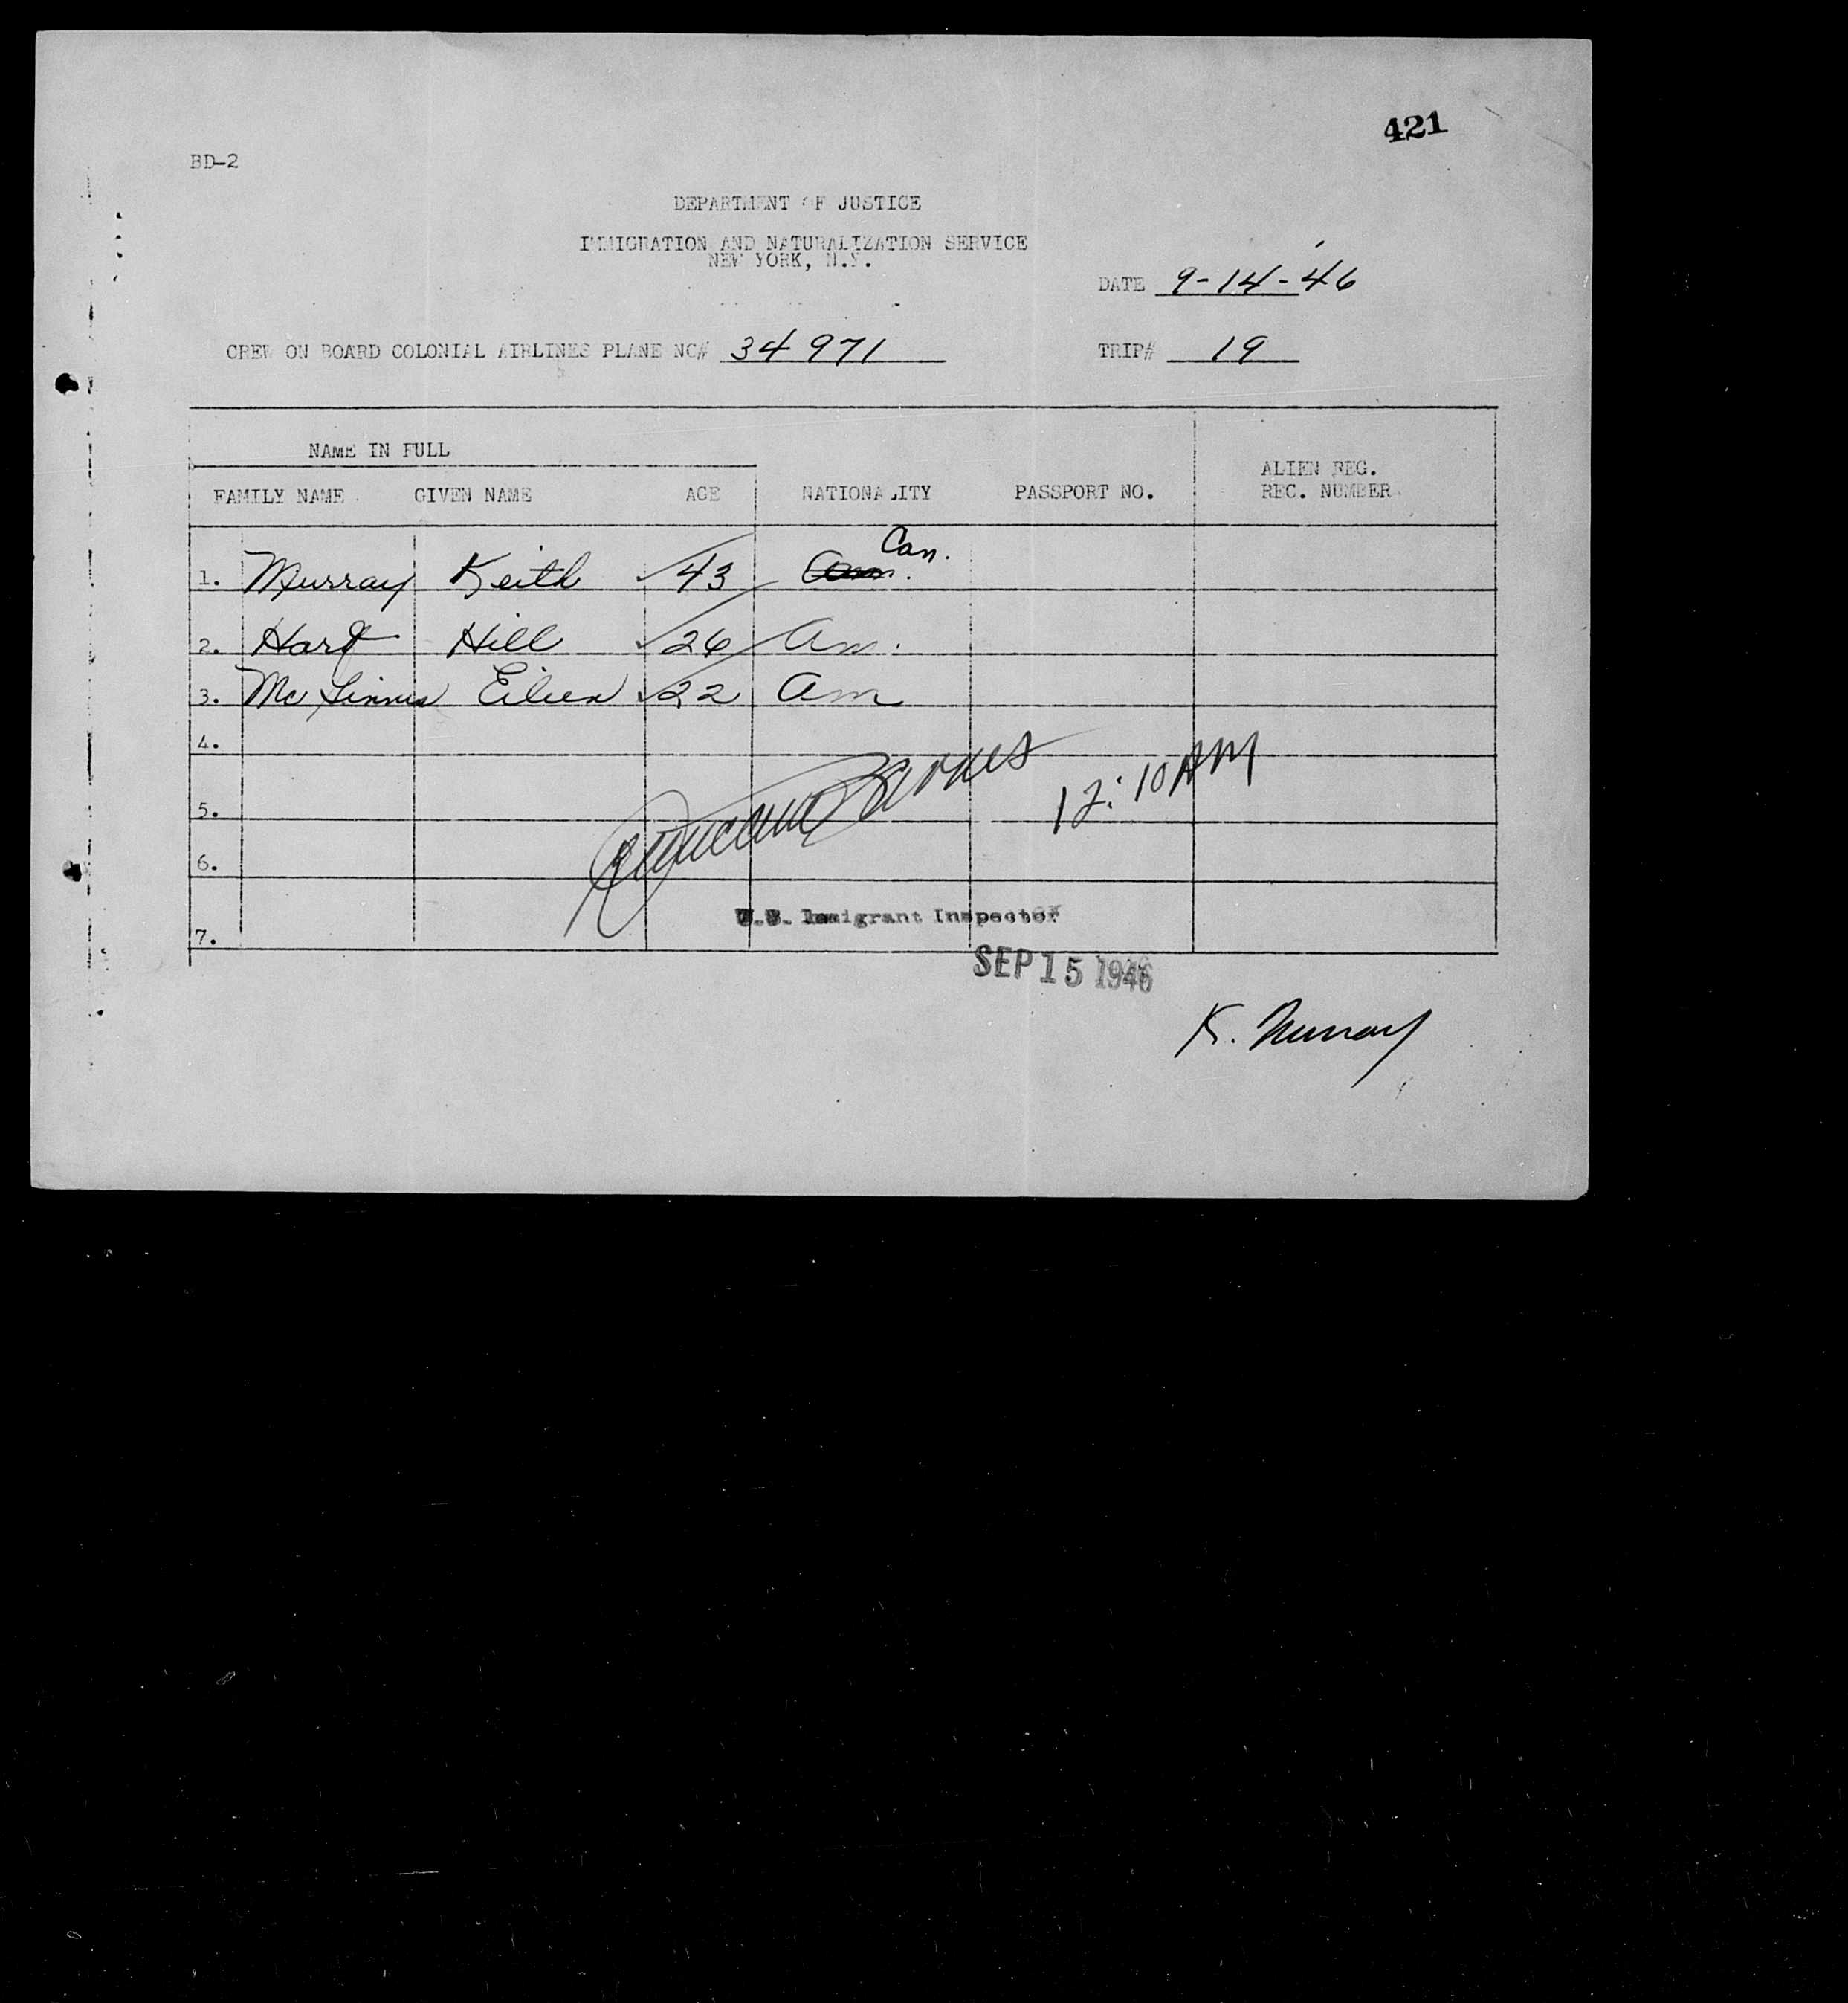 421
BD-2
DEPARTMENT OF JUSTICE
IMMIGRATION AND NATURALIZATION SERVICE
NEW YORK, N.Y.
DATE 9-14-46
CREW ON BOARD COLONIAL AIRLINES PLANE NC# 34971 TRIP# 19
NAME IN FULL
FAMILY NAME GIVEN NAME AGE NATIONALITY PASSPORT NO. ALIEN REG. REC. NUMBER
Can.
1. Murray Keith 43 Am.
2. Hart Hill 26 Am.
3. Mc Ginnis Eileen 22 Am
4.
12:10 AM
5.
6.
U.S. Immigrant Inspector
7.
SEP 15 1946
K. Murray